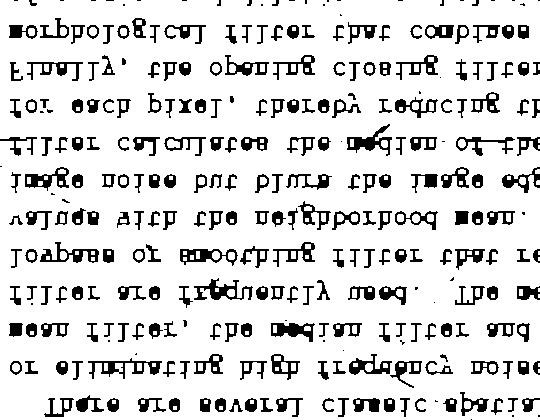 There are several classic spatial
or eliminating high frequency noise
mean filter, the median filter and
filter are frequently used. The me
lowpass or smoothing filter that re
values with the neighborhood mean.
image noise but blurs the image edg
filter calculates the median of the
for each pixel, thereby reducing th
Finally, the opening closing filter
morphological filter that combines